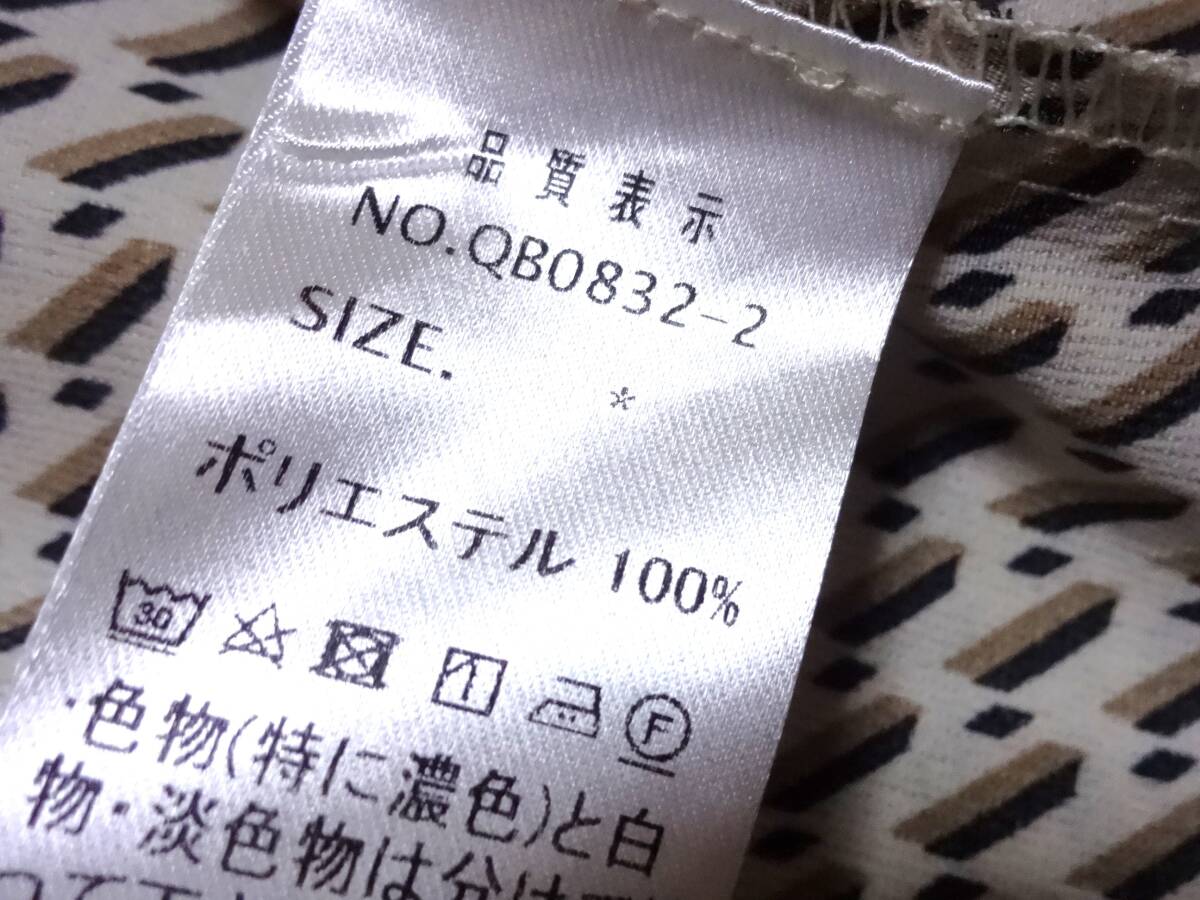 品質表示
NO.QB0832-2
SIZE. *
ポリエステル 100%
30 F
・色物(特に濃色)と白
物・淡色物は分け